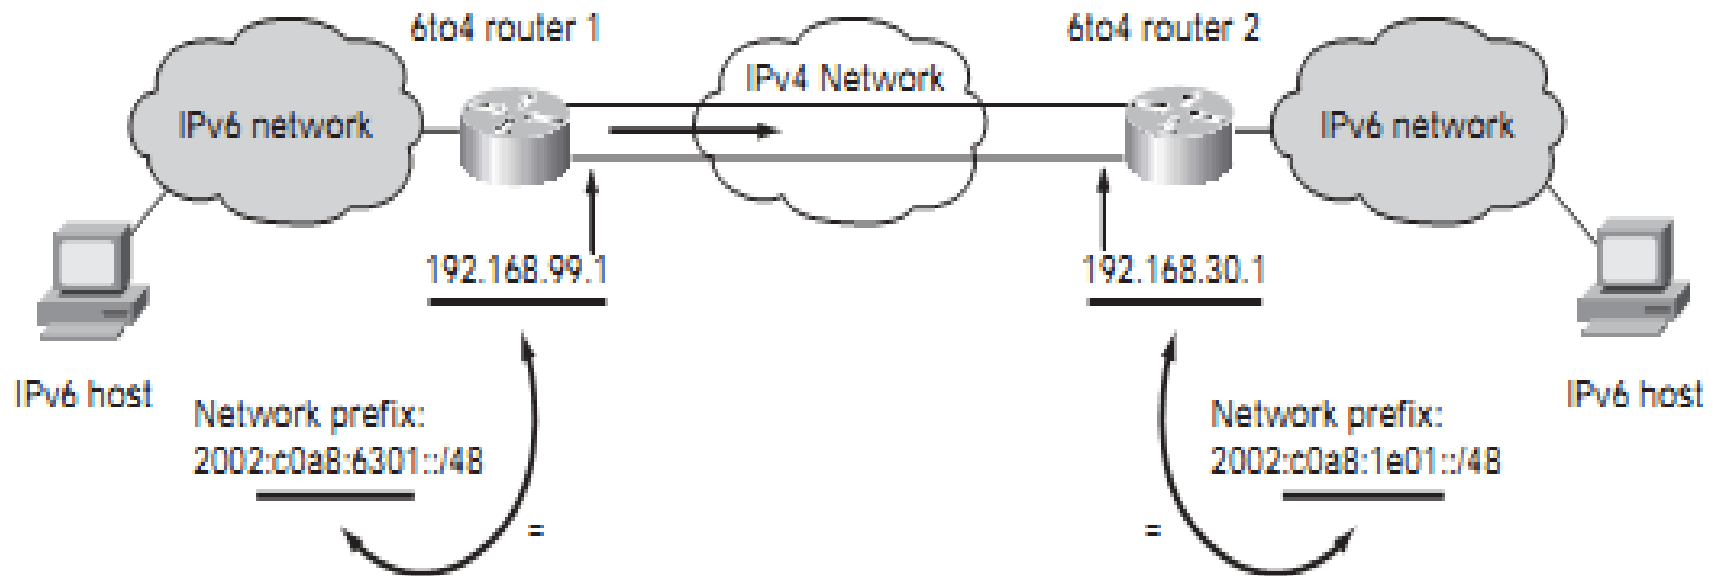 6to4 router 1
6to4 router 2
IPv4 Network
IPv6 network
IPv6 network
192.168.99.1
192.168.30.1
IPv6 host
IPv6 host
Network prefix:
2002:c0a8:6301::/48
Network prefix:
2002:c0a8:1e01::/48
=
=